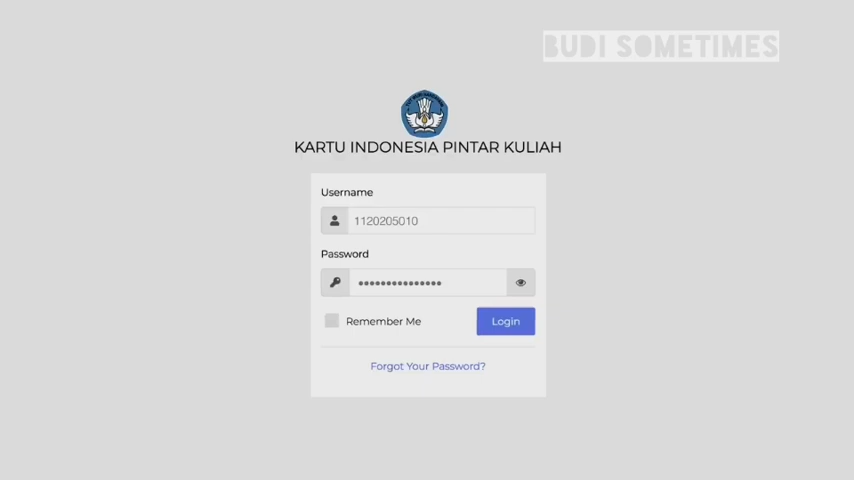 BUDI SOMETIMES
KARTU INDONESIA PINTAR KULIAH
Username
1120205010
Password
•••••••••••••••
Remember Me
Login
Forgot Your Password?